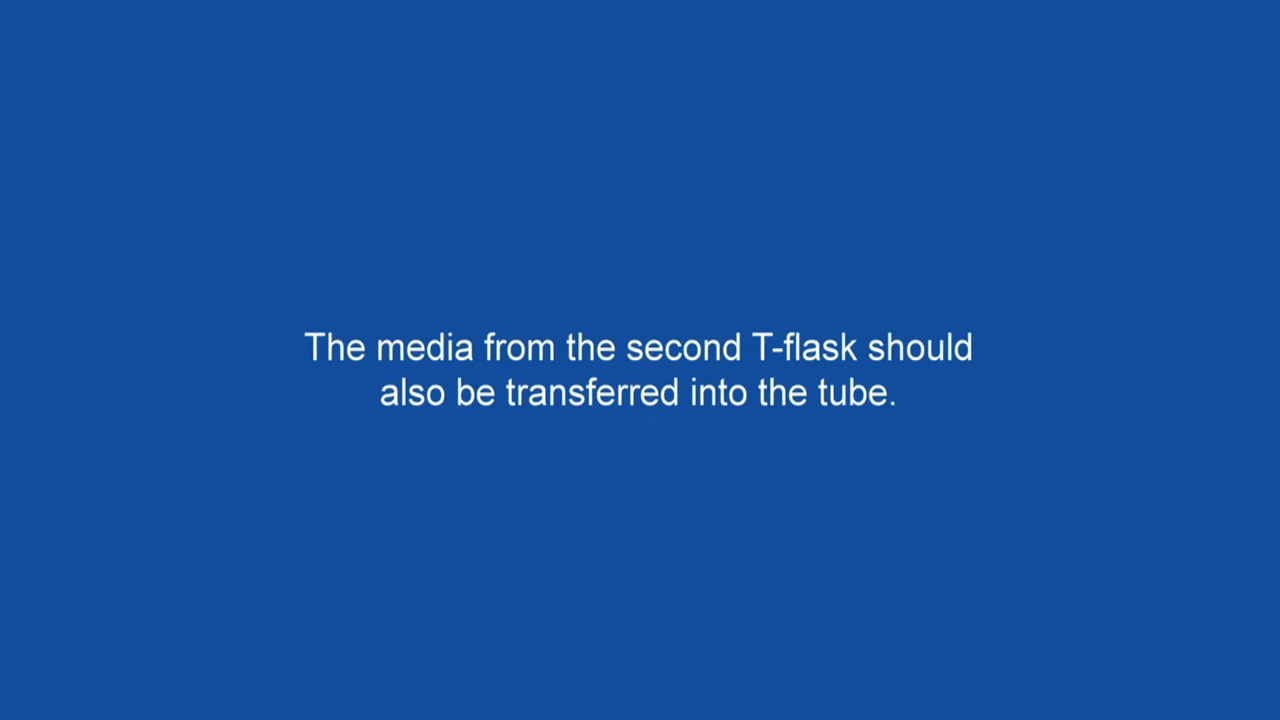 The media from the second T-flask should
also be transferred into the tube.